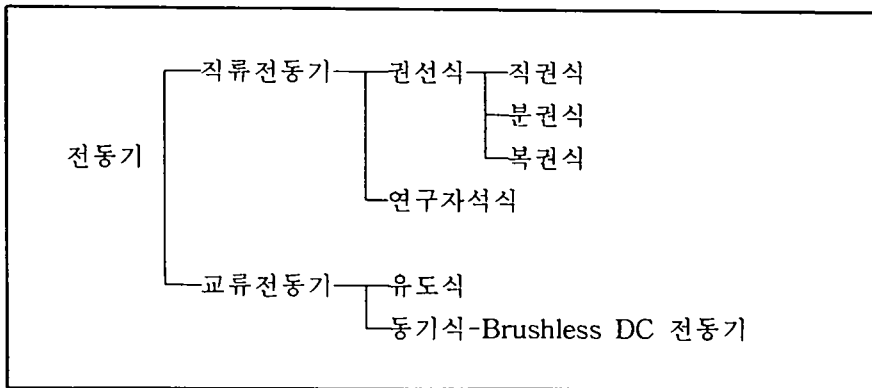 직류전동기 권선식 직권식
분권식
전동기 복권식
연구자석식
교류전동기 유도식
동기식-Brushless DC 전동기